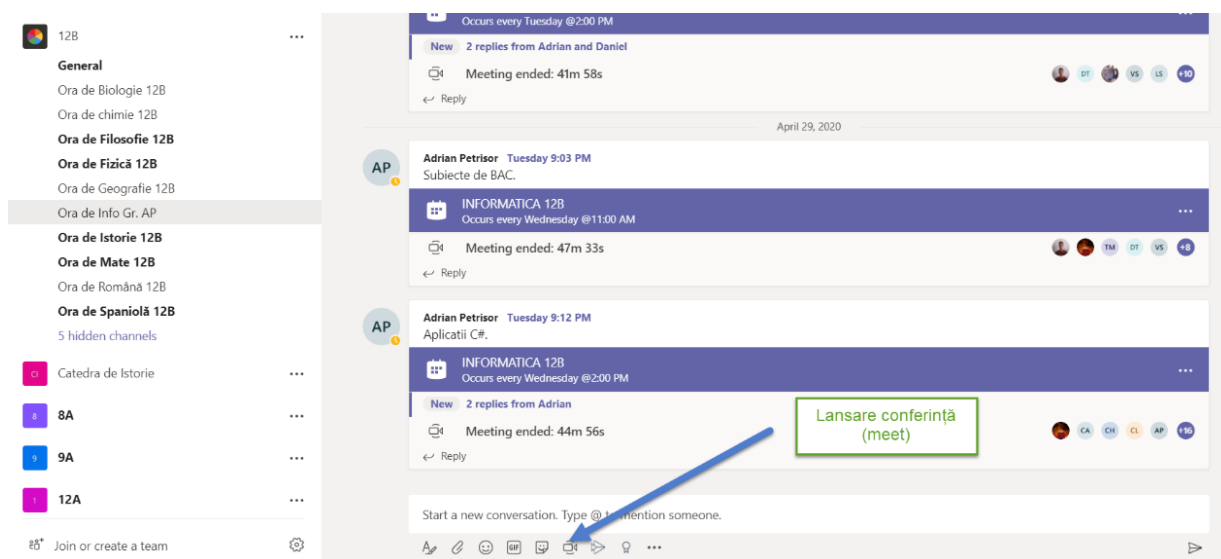 12B
General
Ora de Biologie 12B
Ora de chimie 12B
Ora de Filosofie 12B
Ora de Fizică 12B
Ora de Geografie 12B
Ora de Info Gr. AP
Ora de Istorie 12B
Ora de Mate 12B
Ora de Română 12B
Ora de Spaniolă 12B
5 hidden channels
CI Catedra de Istorie
8 8A
9 9A
1 12A
Join or create a team
Occurs every Tuesday @2:00 PM
New 2 replies from Adrian and Daniel
Meeting ended: 41m 58s
DT VS LS +10
Reply
April 29, 2020
AP
Adrian Petrisor Tuesday 9:03 PM
Subiecte de BAC.
INFORMATICA 12B
Occurs every Wednesday @11:00 AM
Meeting ended: 47m 33s
TM DT VS +8
Reply
AP
Adrian Petrisor Tuesday 9:12 PM
Aplicatii C#.
INFORMATICA 12B
Occurs every Wednesday @2:00 PM
New 2 replies from Adrian
Meeting ended: 44m 56s
CA CH CL AP +16
Reply
Lansare conferință
(meet)
Start a new conversation. Type @ to mention someone.
GIF